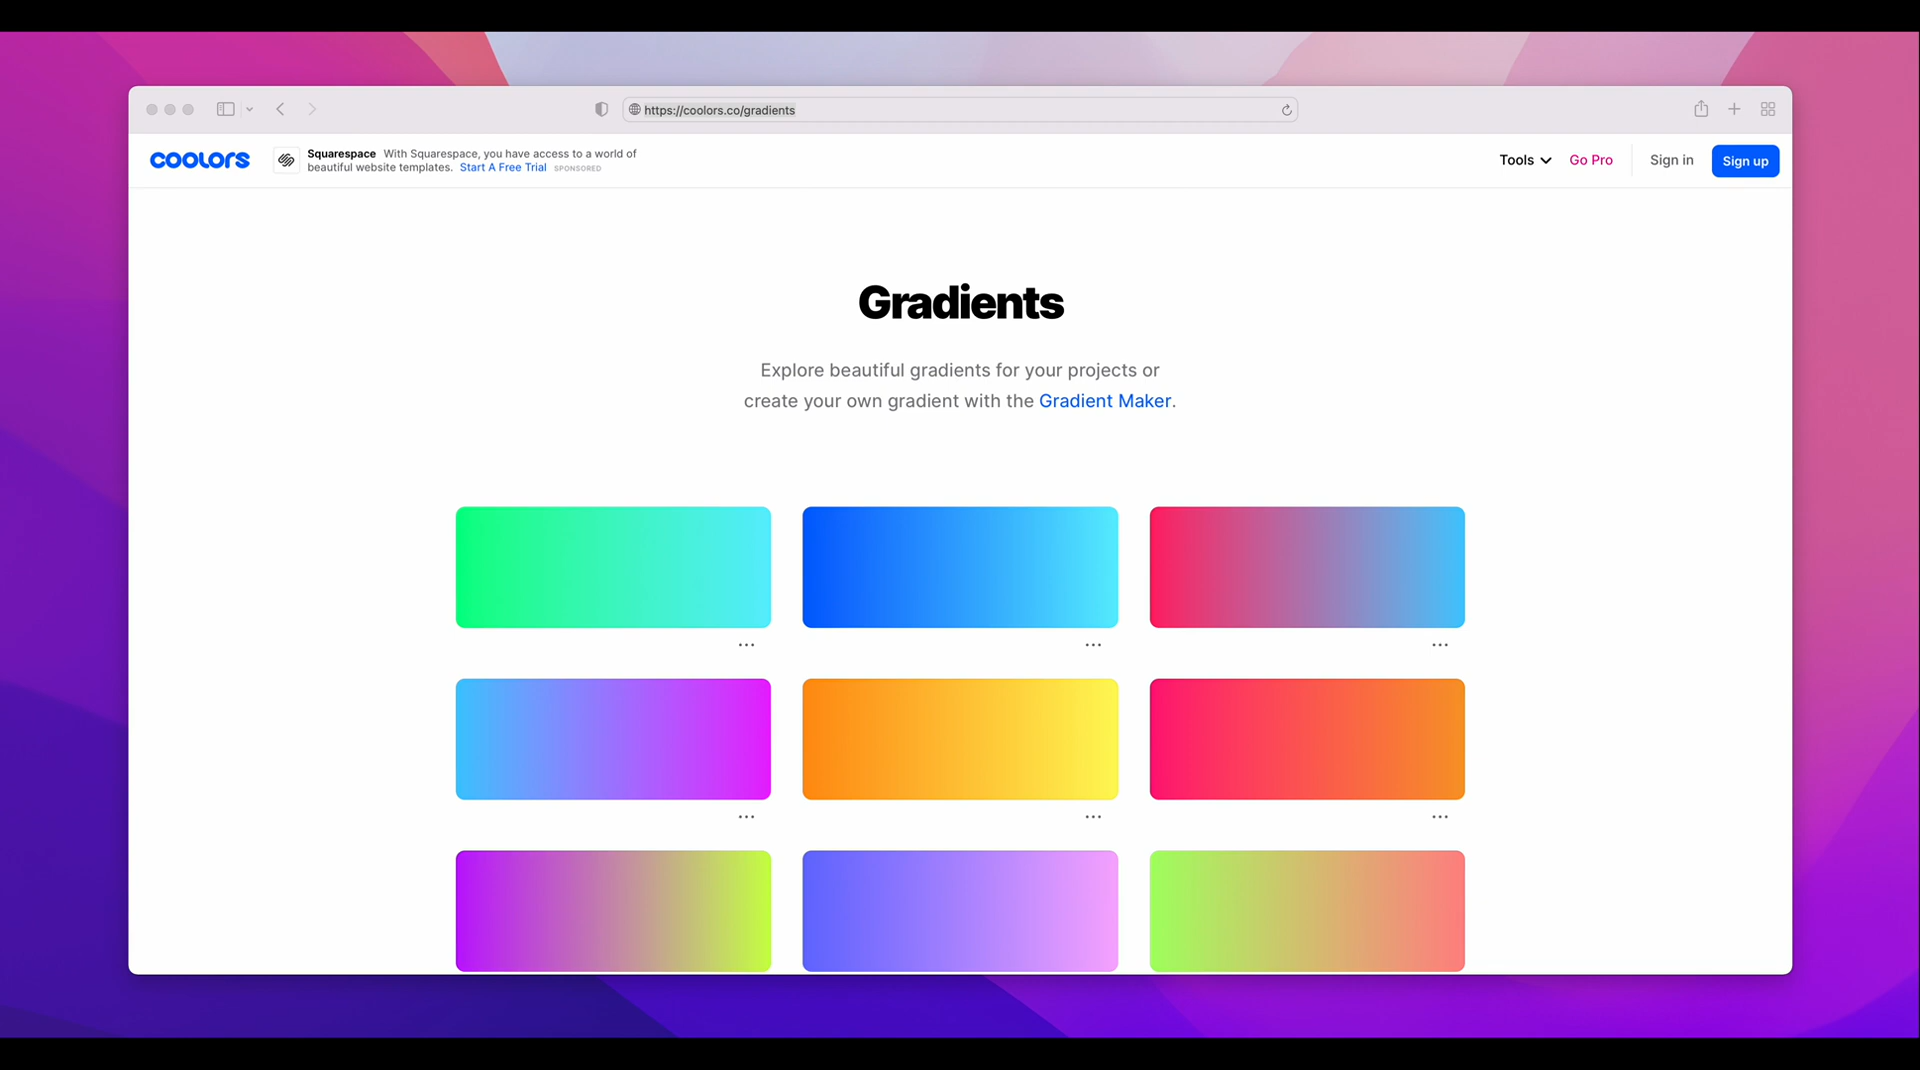 https://coolors.co/gradients
coolors
Squarespace With Squarespace, you have access to a world of
beautiful website templates. Start A Free Trial SPONSORED
Tools Go Pro Sign in Sign up
Gradients
Explore beautiful gradients for your projects or
create your own gradient with the Gradient Maker.